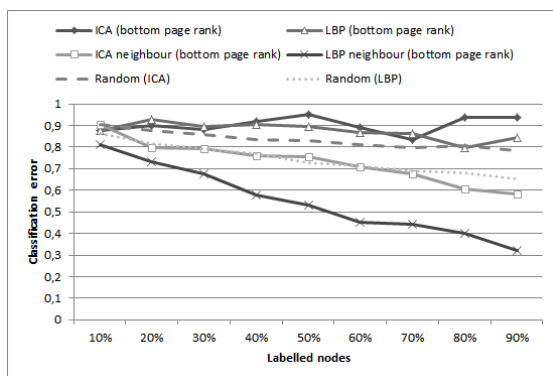 ICA (bottom page rank) LBP (bottom page rank)
ICA neighbour (bottom page rank) LBP neighbour (bottom page rank)
Random (ICA) Random (LBP)
1
0,9
0,8
0,7
0,6
0,5
0,4
0,3
0,2
0,1
0
Classification error
10% 20% 30% 40% 50% 60% 70% 80% 90%
Labelled nodes